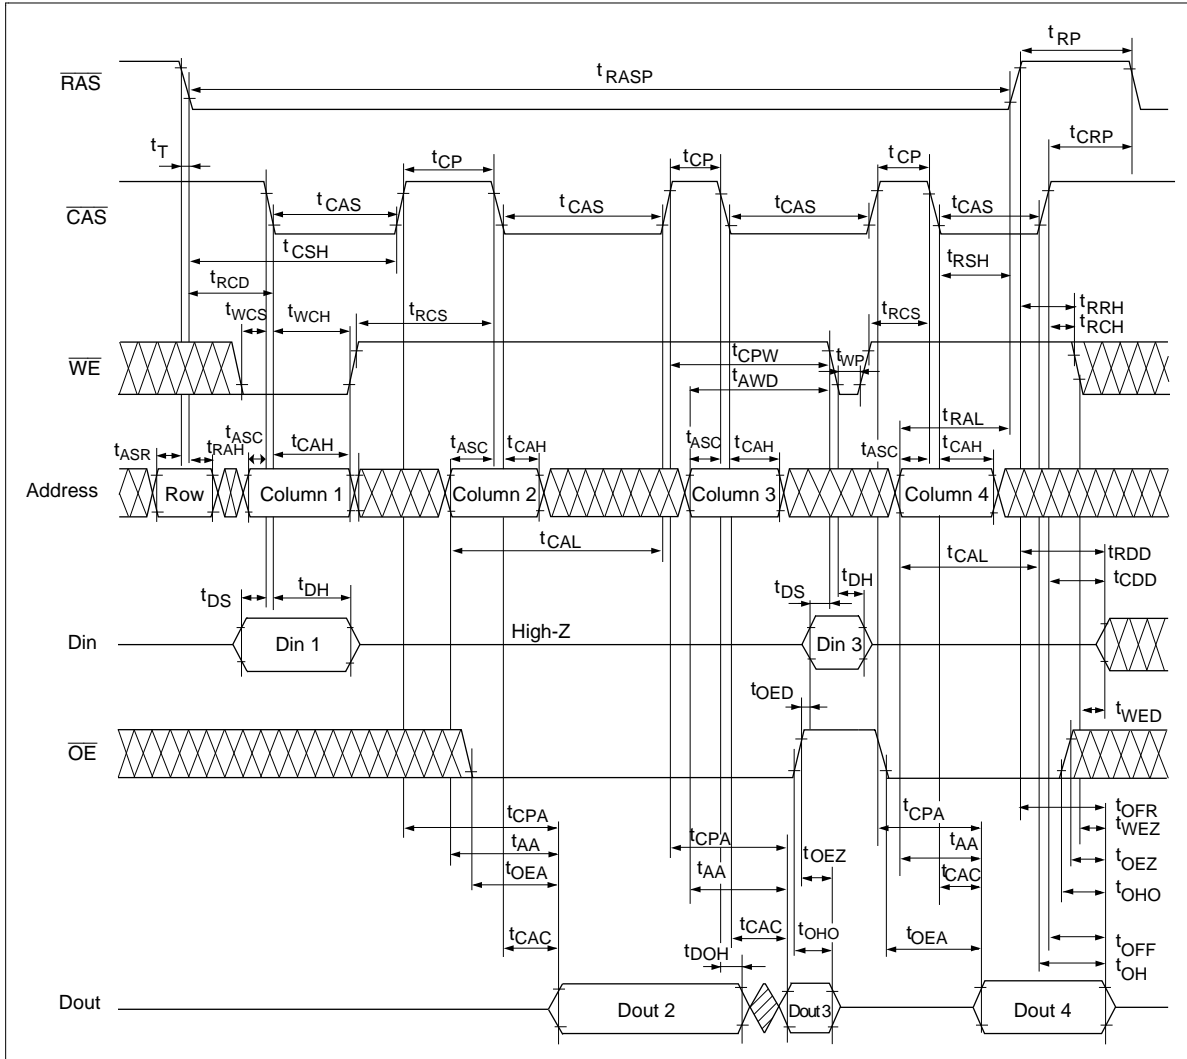 tRP
RAS
tRASP
tT
tCRP
tCP
tCP
tCP
CAS
tCAS
tCAS
tCAS
tCAS
tCSH
tRSH
tRCD
tWCS
tWCH
tRCS
tRCS
tRRH
tRCH
WE
tCPW
tWP
tAWD
tRAL
tASR
tRAH
tASC
tCAH
tASC
tCAH
tASC
tCAH
tASC
tCAH
Address
Row
Column 1
Column 2
Column 3
Column 4
tCAL
tCAL
tRDD
tCDD
tDS
tDH
tDS
tDH
Din
Din 1
High-Z
Din 3
tOED
tWED
OE
tCPA
tCPA
tCPA
tOFR
tWEZ
tAA
tAA
tAA
tOEZ
tOEZ
tOEA
tCAC
tOHO
tCAC
tCAC
tOHO
tOEA
tOFF
tDOH
tOH
Dout
Dout 2
Dout 3
Dout 4